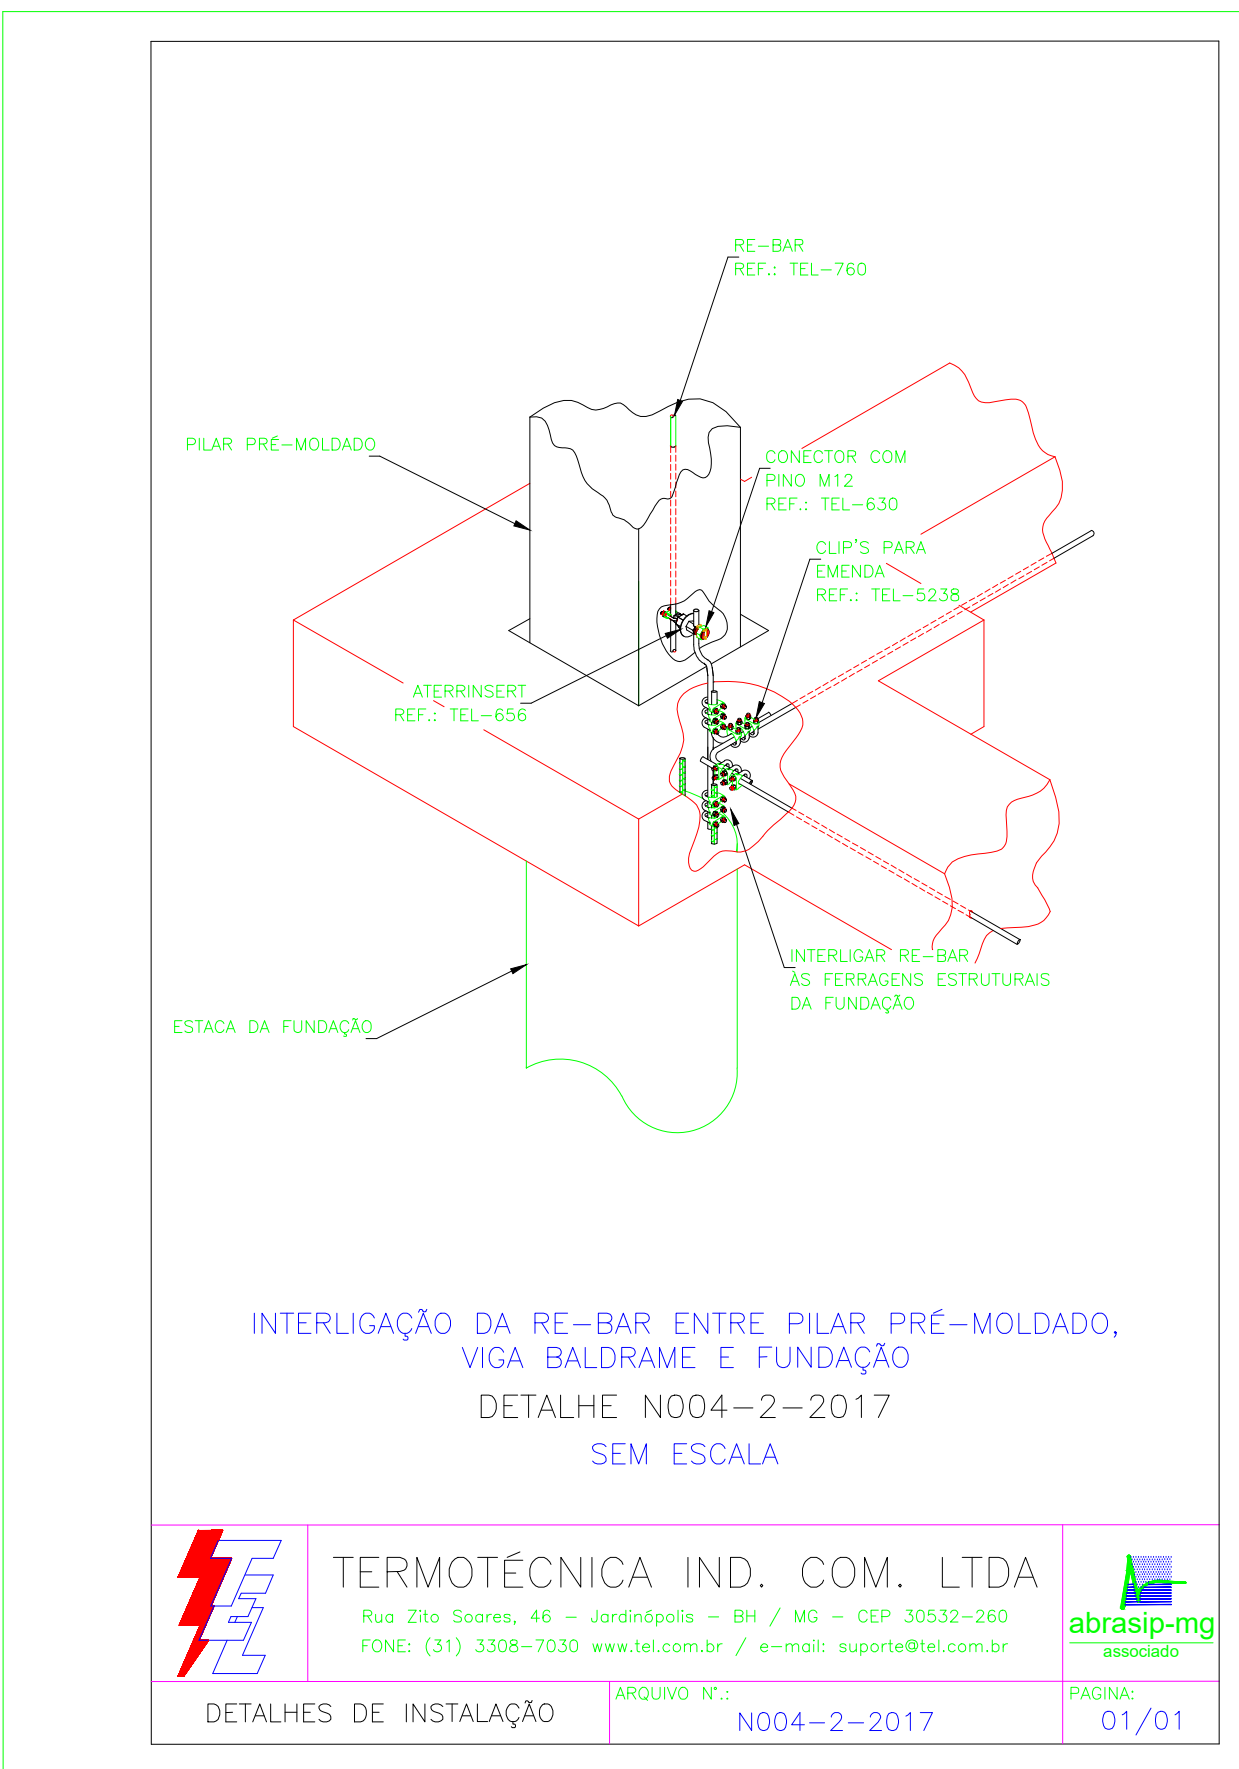 RE-BAR
REF.: TEL-760
PILAR PRÉ-MOLDADO
CONECTOR COM
PINO M12
REF.: TEL-630
CLIP'S PARA
EMENDA
REF.: TEL-5238
ATERRINSERT
REF.: TEL-656
INTERLIGAR RE-BAR
ÀS FERRAGENS ESTRUTURAIS
DA FUNDAÇÃO
ESTACA DA FUNDAÇÃO
INTERLIGAÇÃO DA RE-BAR ENTRE PILAR PRÉ-MOLDADO,
VIGA BALDRAME E FUNDAÇÃO
DETALHE N004-2-2017
SEM ESCALA
TEL
TERMOTÉCNICA IND. COM. LTDA
Rua Zito Soares, 46 - Jardinópolis - BH / MG - CEP 30532-260
FONE: (31) 3308-7030 www.tel.com.br / e-mail: suporte@tel.com.br
abrasip-mg
associado
DETALHES DE INSTALAÇÃO
ARQUIVO N°.:
N004-2-2017
PAGINA:
01/01